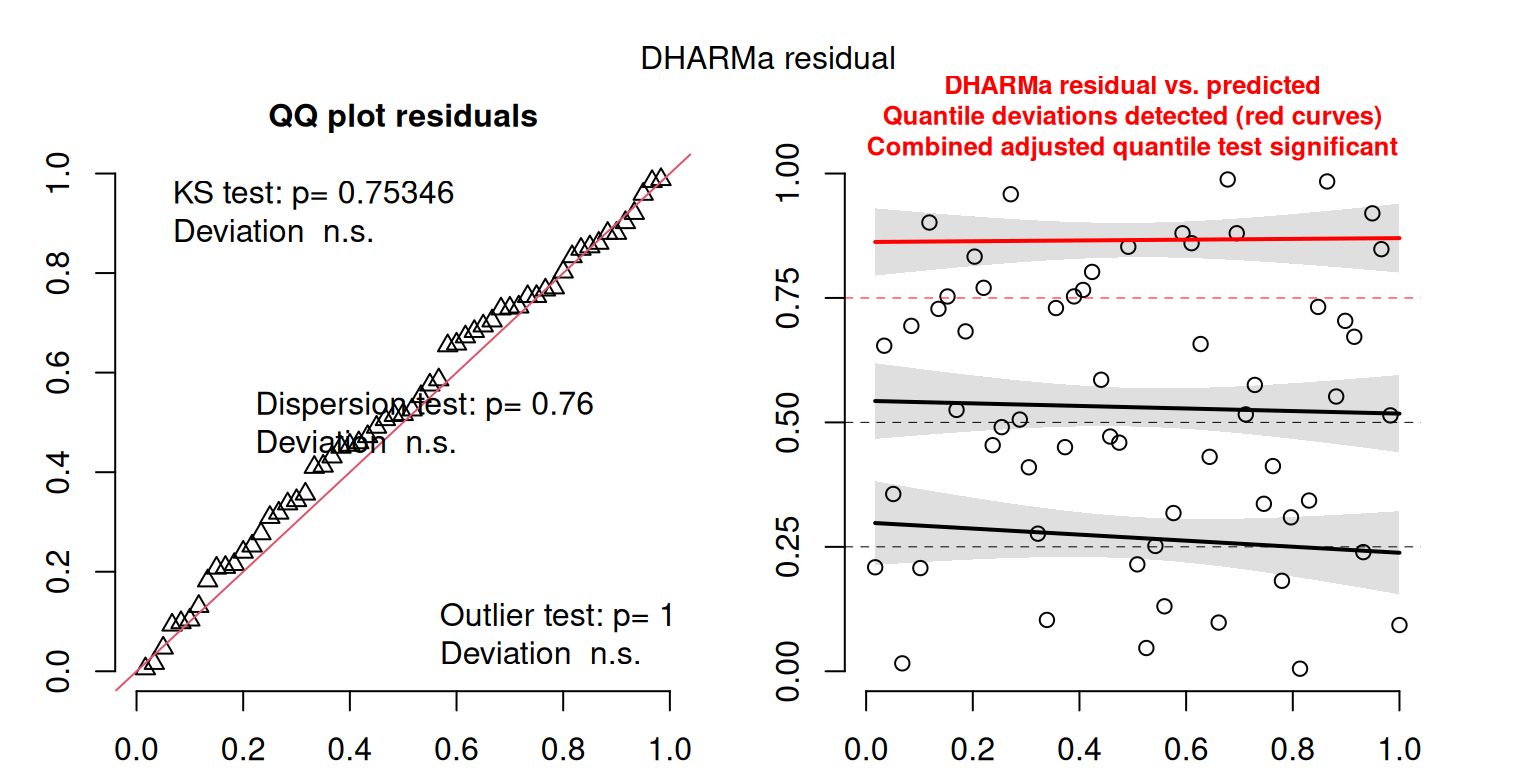 DHARMa residual
QQ plot residuals
KS test: p= 0.75346
Deviation n.s.
Dispersion test: p= 0.76
Deviation n.s.
Outlier test: p= 1
Deviation n.s.
1.0
0.8
0.6
0.4
0.2
0.0
0.0 0.2 0.4 0.6 0.8 1.0
DHARMa residual vs. predicted
Quantile deviations detected (red curves)
Combined adjusted quantile test significant
1.00
0.75
0.50
0.25
0.00
0.0 0.2 0.4 0.6 0.8 1.0